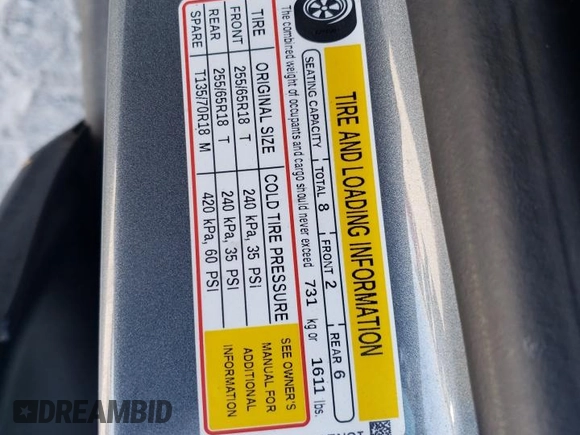 TIRE AND LOADING INFORMATION
SEATING CAPACITY TOTAL 8 FRONT 2 REAR 6
The combined weight of occupants and cargo should never exceed 731 kg or 1611 lbs.
TIRE ORIGINAL SIZE COLD TIRE PRESSURE
FRONT 255/65R18 T 240 kPa, 35 PSI
REAR 255/65R18 T 240 kPa, 35 PSI
SPARE T135/70R18 M 420 kPa, 60 PSI
SEE OWNER'S
MANUAL FOR
ADDITIONAL
INFORMATION
DREAMBID